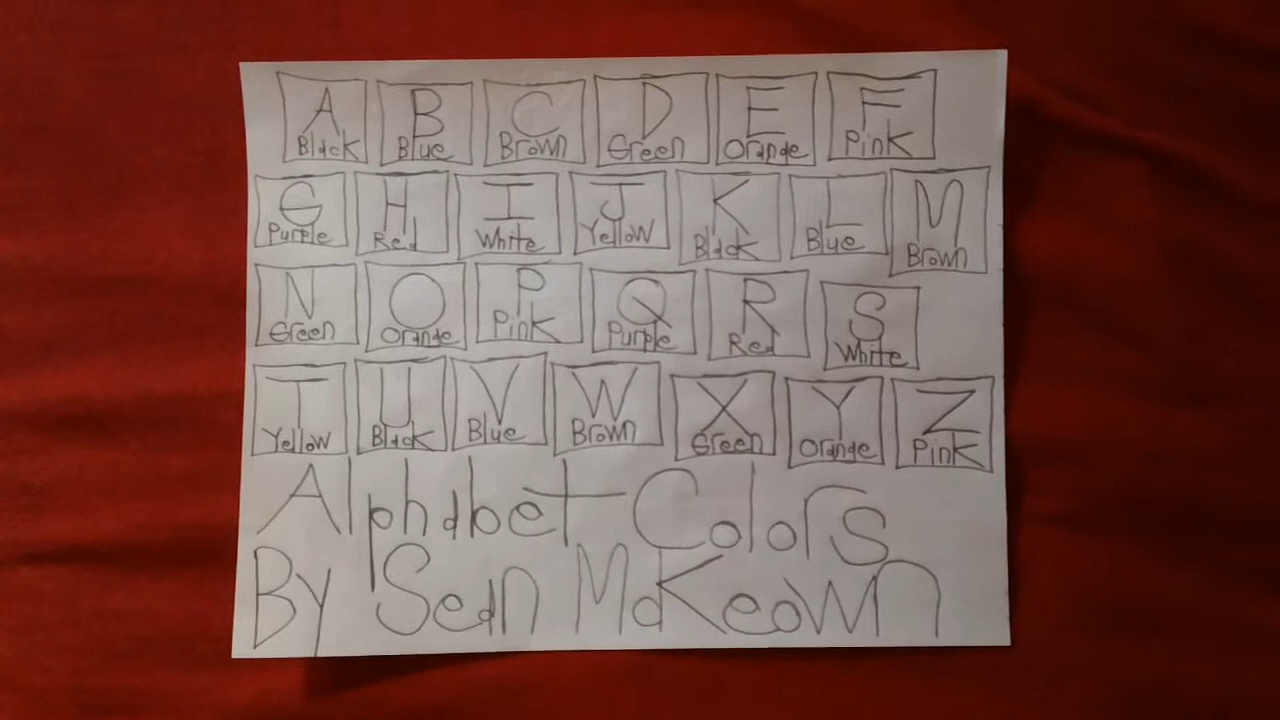 A B C D E F
Black Blue Brown Green Orange Pink
G H I J K L M
Purple Red White Yellow Black Blue Brown
N O P Q R S
Green Orange Pink Purple Red White
T U V W X Y Z
Yellow Black Blue Brown Green Orange Pink
Alphabet Colors
By Sean McKeown